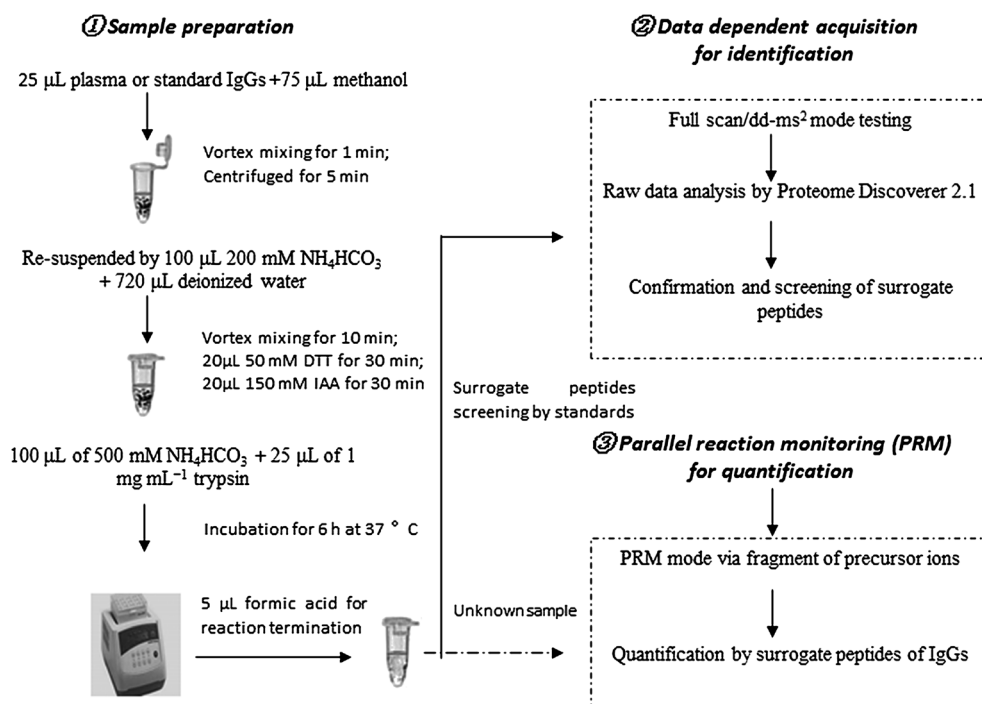 ①Sample preparation
25 μL plasma or standard IgGs +75 μL methanol
Vortex mixing for 1 min;
Centrifuged for 5 min
Re-suspended by 100 μL 200 mM NH₄HCO₃
+ 720 μL deionized water
Vortex mixing for 10 min;
20μL 50 mM DTT for 30 min;
20μL 150 mM IAA for 30 min
100 μL of 500 mM NH₄HCO₃ + 25 μL of 1
mg mL⁻¹ trypsin
Incubation for 6 h at 37 ° C
5 μL formic acid for
reaction termination
Surrogate peptides
screening by standards
Unknown sample
②Data dependent acquisition
for identification
Full scan/dd-ms² mode testing
Raw data analysis by Proteome Discoverer 2.1
Confirmation and screening of surrogate
peptides
③Parallel reaction monitoring (PRM)
for quantification
PRM mode via fragment of precursor ions
Quantification by surrogate peptides of IgGs